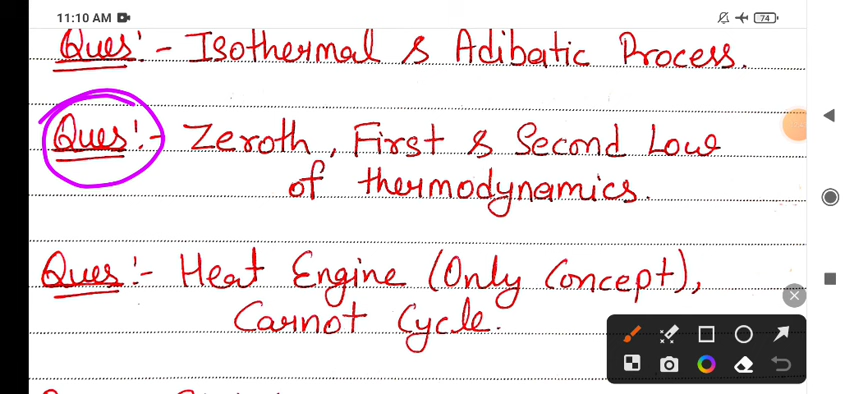 11:10 AM
74
Ques:- Isothermal & Adibatic Process.
Ques:- Zeroth, First & Second Law
of thermodynamics.
Ques:- Heat Engine (Only Concept),
Carnot Cycle.